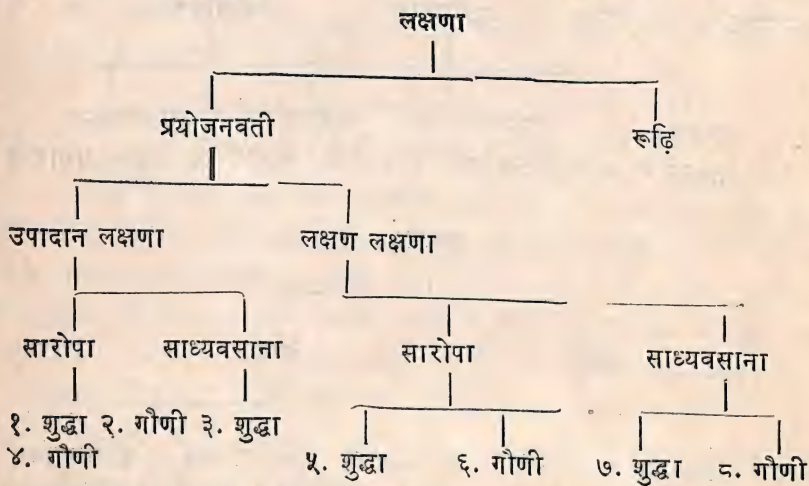 लक्षणा
प्रयोजनवती रूढ़ि
उपादान लक्षणा लक्षण लक्षणा
सारोपा साध्यवसाना सारोपा साध्यवसाना
१. शुद्धा २. गौणी ३. शुद्धा
४. गौणी ५. शुद्धा ६. गौणी ७. शुद्धा ८. गौणी